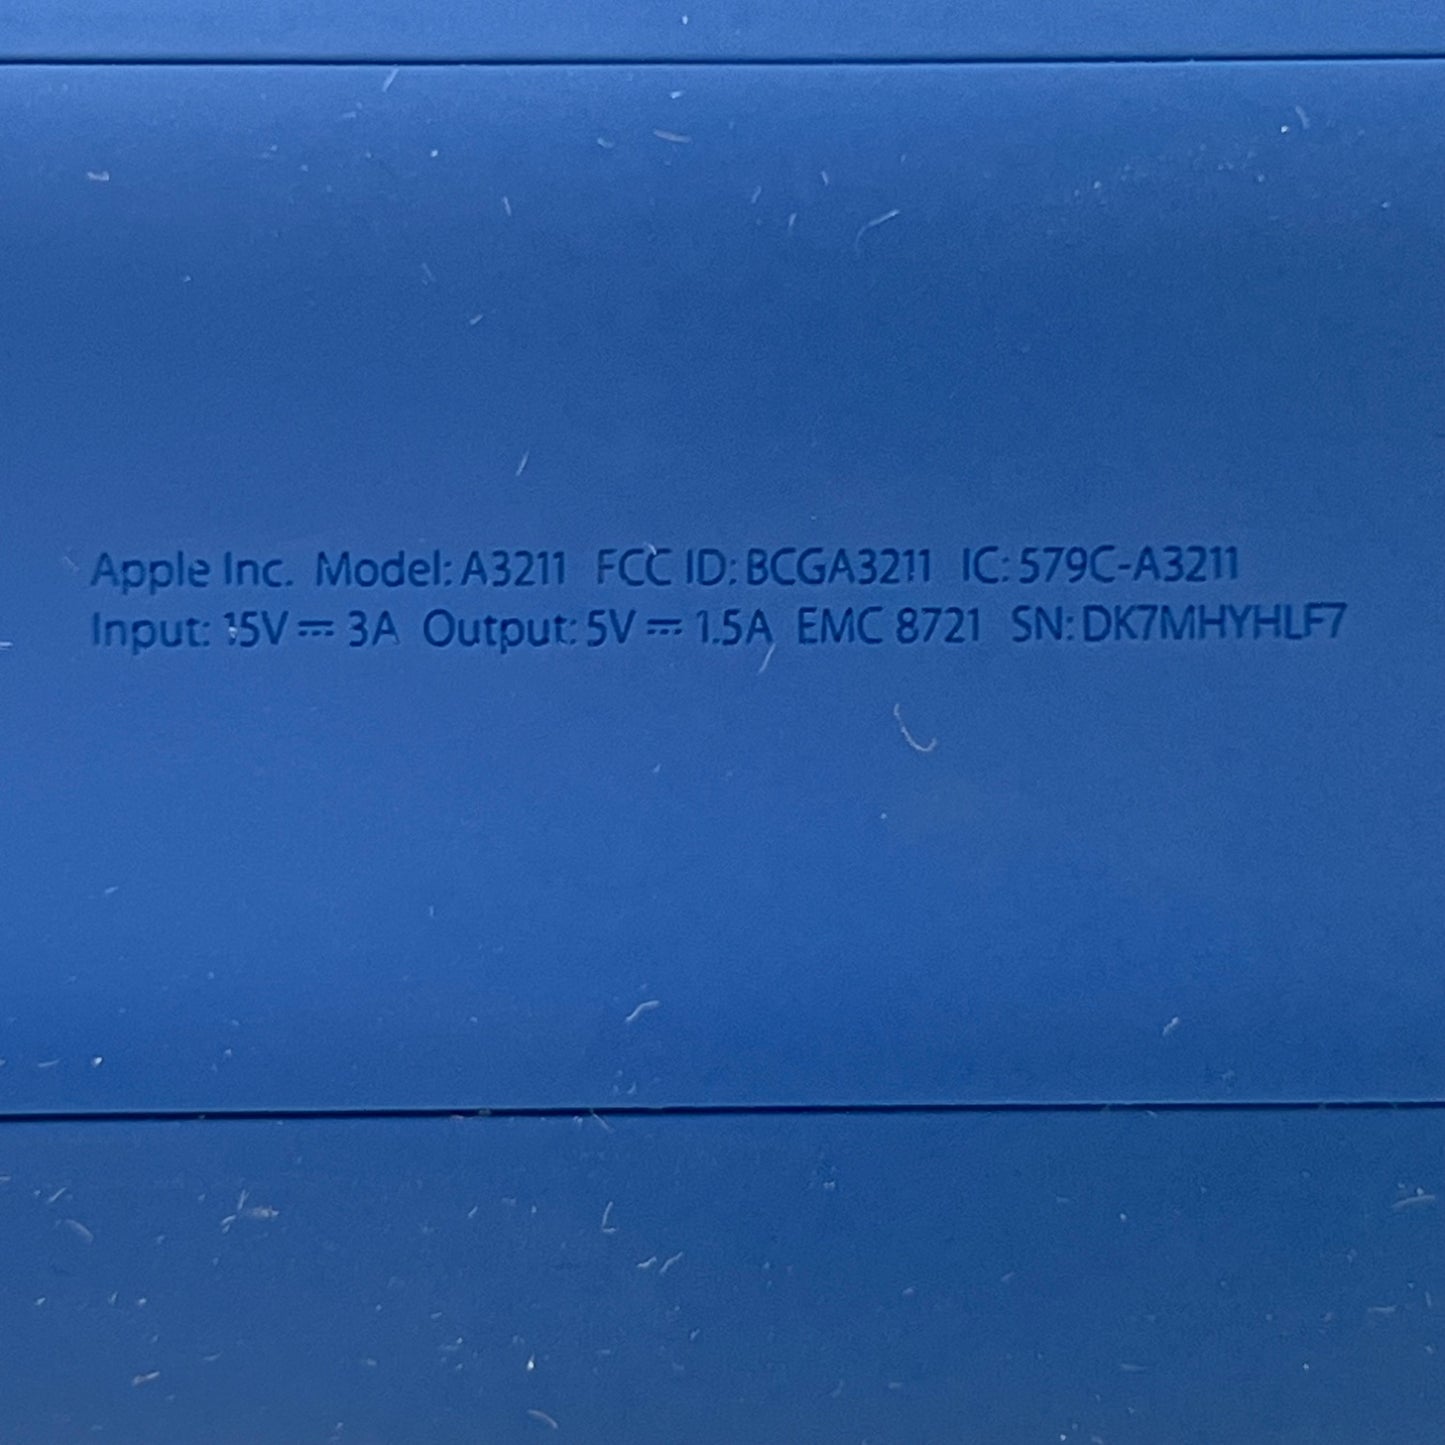 Apple Inc. Model: A3211 FCC ID: BCGA3211 IC: 579C-A3211
Input: 15V ⎓ 3A Output: 5V ⎓ 1.5A EMC 8721 SN: DK7MHYHLF7